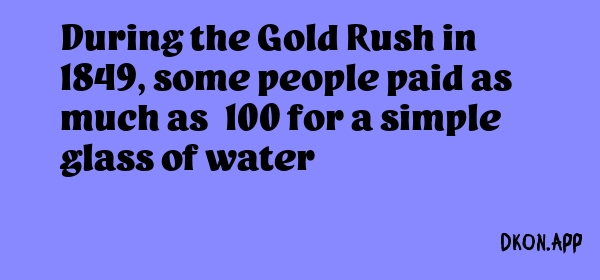 During the Gold Rush in
1849, some people paid as
much as  100 for a simple
glass of water
DKON.APP